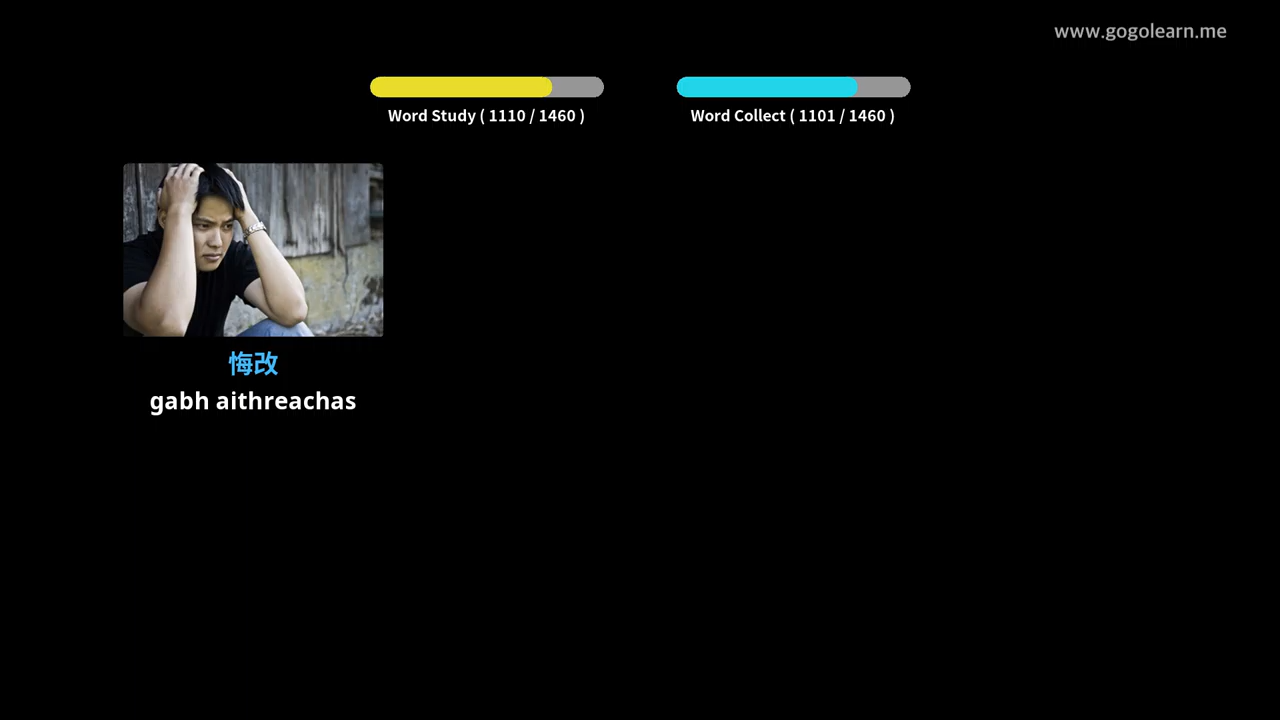 www.gogolearn.me
Word Study ( 1110 / 1460 )
Word Collect ( 1101 / 1460 )
悔改
gabh aithreachas